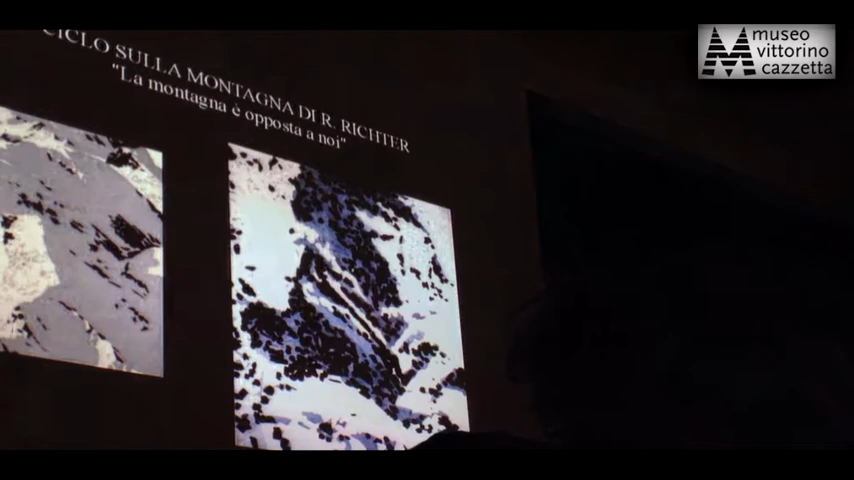 CICLO SULLA MONTAGNA DI R. RICHTER
"La montagna è opposta a noi"
museo
vittorino
cazzetta